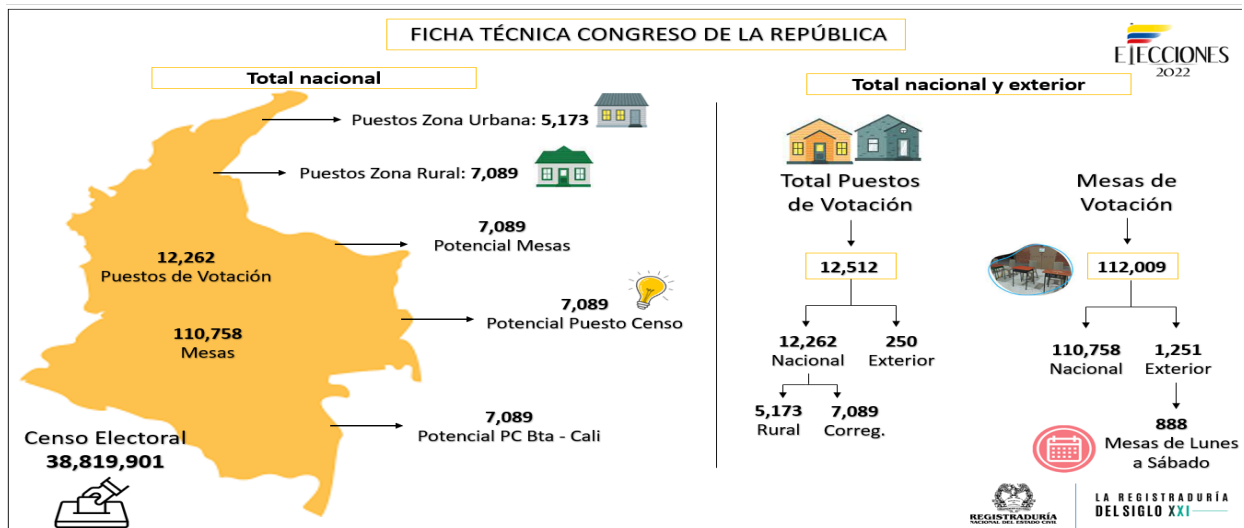 FICHA TÉCNICA CONGRESO DE LA REPÚBLICA
ELECCIONES
2022
Total nacional
Puestos Zona Urbana: 5,173
Puestos Zona Rural: 7,089
7,089
Potencial Mesas
12,262
Puestos de Votación
7,089
Potencial Puesto Censo
110,758
Mesas
7,089
Potencial PC Bta - Cali
Censo Electoral
38,819,901
Total nacional y exterior
Total Puestos
de Votación
12,512
12,262
Nacional
250
Exterior
5,173
Rural
7,089
Correg.
Mesas de
Votación
112,009
110,758
Nacional
1,251
Exterior
888
Mesas de Lunes
a Sábado
REGISTRADURÍA
NACIONAL DEL ESTADO CIVIL
LA REGISTRADURÍA
DEL SIGLO XXI